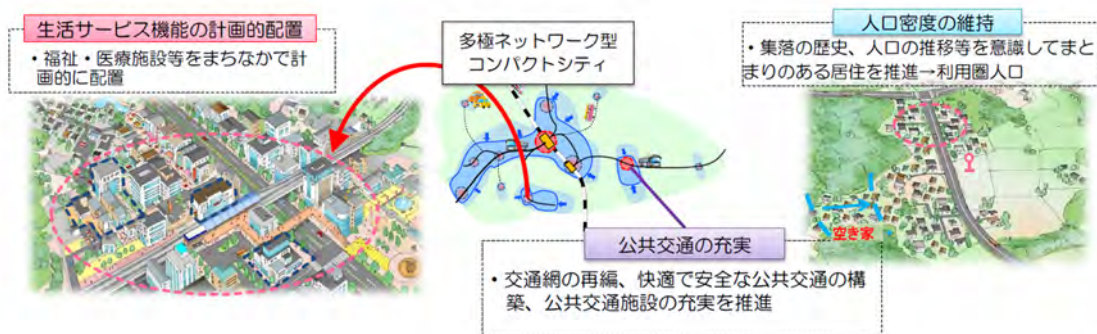 生活サービス機能の計画的配置
・福祉・医療施設等をまちなかで計
画的に配置
多極ネットワーク型
コンパクトシティ
人口密度の維持
・集落の歴史、人口の推移等を意識してまと
まりのある居住を推進→利用圏人口
空き家
公共交通の充実
・交通網の再編、快適で安全な公共交通の構
築、公共交通施設の充実を推進